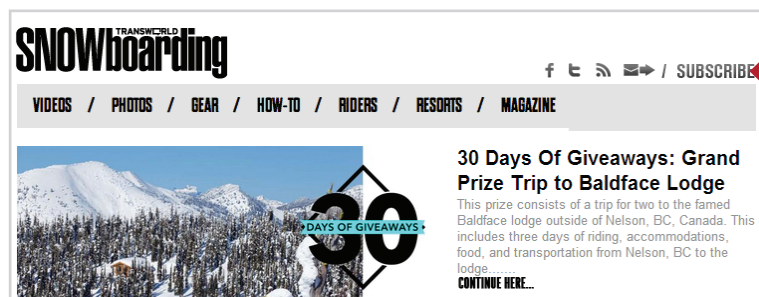 TRANSWORLD
SNOWboarding
/ SUBSCRIBE
VIDEOS / PHOTOS / GEAR / HOW-TO / RIDERS / RESORTS / MAGAZINE
30 Days Of Giveaways: Grand
Prize Trip to Baldface Lodge
This prize consists of a trip for two to the famed
Baldface lodge outside of Nelson, BC, Canada. This
includes three days of riding, accommodations,
food, and transportation from Nelson, BC to the
lodge.......
CONTINUE HERE...
30
DAYS OF GIVEAWAYS